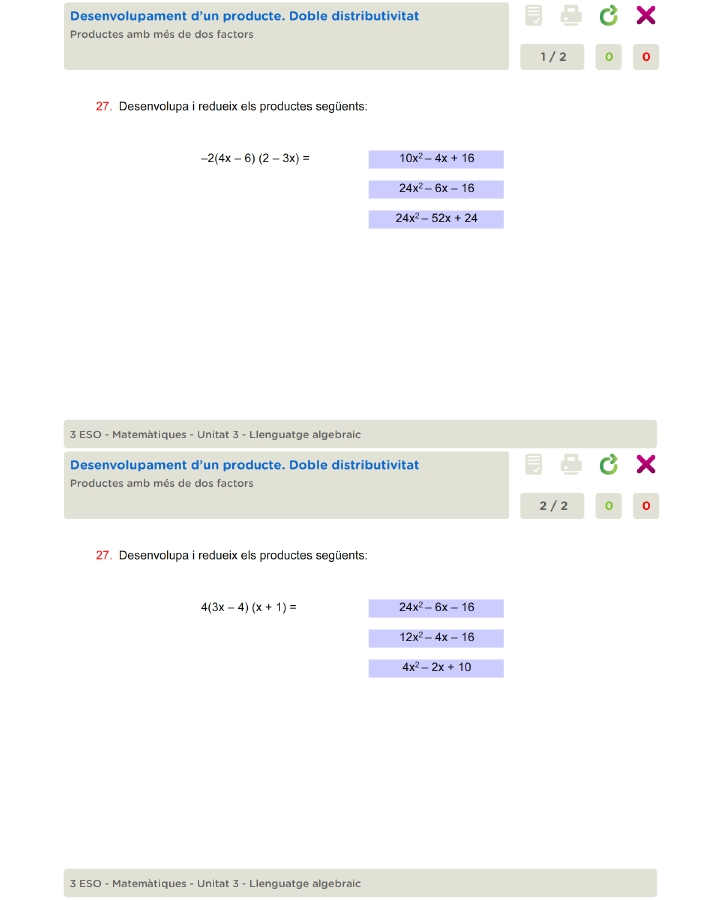 Desenvolupament d'un producte. Doble distributivitat
Productes amb més de dos factors
1 / 2
0
0
27. Desenvolupa i redueix els productes següents:
–2(4x – 6) (2 – 3x) =
10x² – 4x + 16
24x² – 6x – 16
24x² – 52x + 24
3 ESO - Matemàtiques - Unitat 3 - Llenguatge algebraic
Desenvolupament d'un producte. Doble distributivitat
Productes amb més de dos factors
2 / 2
0
0
27. Desenvolupa i redueix els productes següents:
4(3x – 4) (x + 1) =
24x² – 6x – 16
12x² – 4x – 16
4x² – 2x + 10
3 ESO - Matemàtiques - Unitat 3 - Llenguatge algebraic